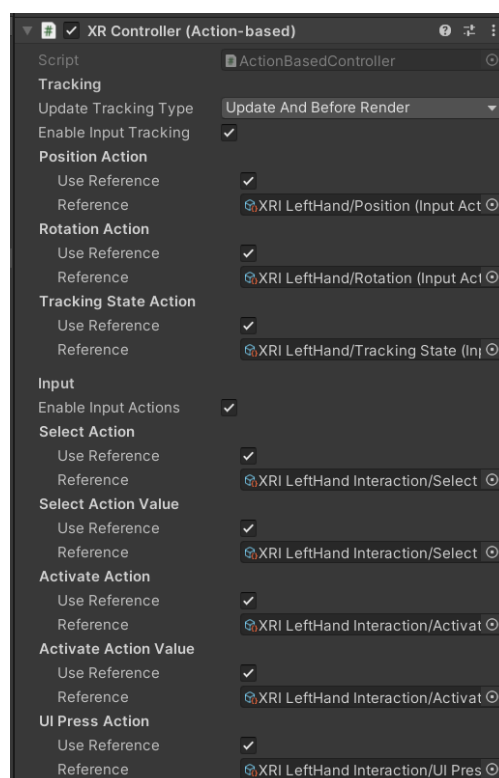 XR Controller (Action-based)
Script ActionBasedController
Tracking
Update Tracking Type Update And Before Render
Enable Input Tracking
Position Action
Use Reference
Reference XRI LeftHand/Position (Input Act
Rotation Action
Use Reference
Reference XRI LeftHand/Rotation (Input Act
Tracking State Action
Use Reference
Reference XRI LeftHand/Tracking State (Inp
Input
Enable Input Actions
Select Action
Use Reference
Reference XRI LeftHand Interaction/Select
Select Action Value
Use Reference
Reference XRI LeftHand Interaction/Select
Activate Action
Use Reference
Reference XRI LeftHand Interaction/Activat
Activate Action Value
Use Reference
Reference XRI LeftHand Interaction/Activat
UI Press Action
Use Reference
Reference XRI LeftHand Interaction/UI Pres